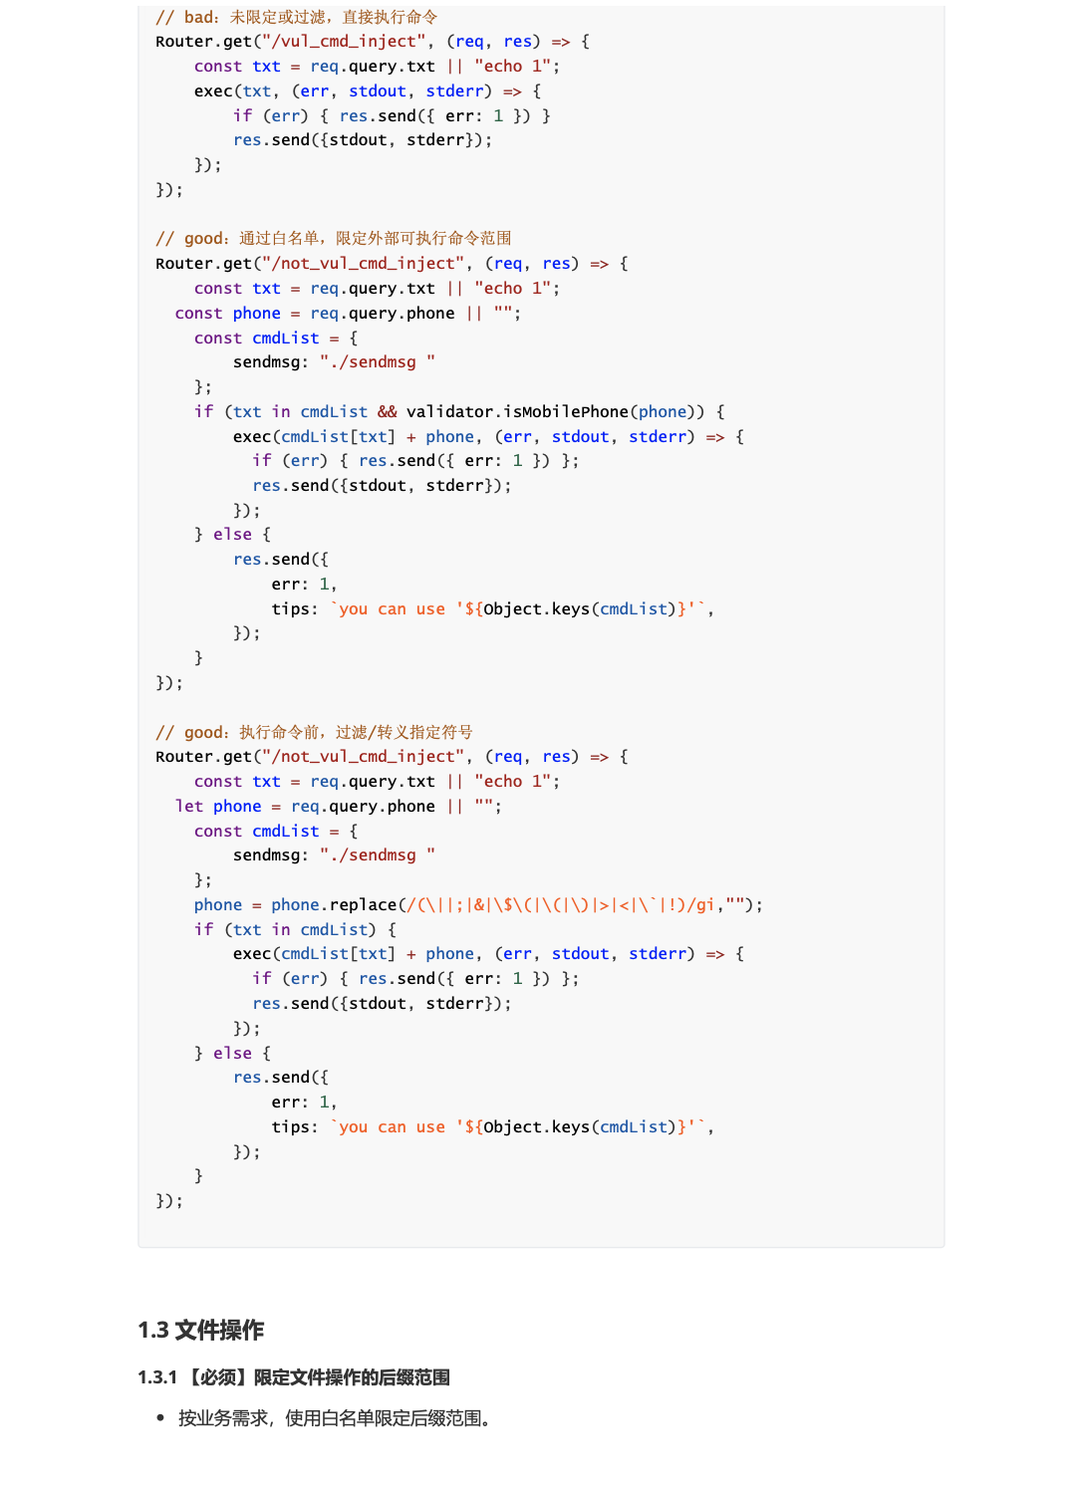 // bad：未限定或过滤，直接执行命令
Router.get("/vul_cmd_inject", (req, res) => {
    const txt = req.query.txt || "echo 1";
    exec(txt, (err, stdout, stderr) => {
        if (err) { res.send({ err: 1 }) }
        res.send({stdout, stderr});
    });
});

// good：通过白名单，限定外部可执行命令范围
Router.get("/not_vul_cmd_inject", (req, res) => {
    const txt = req.query.txt || "echo 1";
  const phone = req.query.phone || "";
    const cmdList = {
        sendmsg: "./sendmsg "
    };
    if (txt in cmdList && validator.isMobilePhone(phone)) {
        exec(cmdList[txt] + phone, (err, stdout, stderr) => {
          if (err) { res.send({ err: 1 }) };
          res.send({stdout, stderr});
        });
    } else {
        res.send({
            err: 1,
            tips: `you can use '${Object.keys(cmdList)}'`,
        });
    }
});

// good：执行命令前，过滤/转义指定符号
Router.get("/not_vul_cmd_inject", (req, res) => {
    const txt = req.query.txt || "echo 1";
  let phone = req.query.phone || "";
    const cmdList = {
        sendmsg: "./sendmsg "
    };
    phone = phone.replace(/(\||;|&|\$\(|\(|\)|>|<|\`|!)/gi,"");
    if (txt in cmdList) {
        exec(cmdList[txt] + phone, (err, stdout, stderr) => {
          if (err) { res.send({ err: 1 }) };
          res.send({stdout, stderr});
        });
    } else {
        res.send({
            err: 1,
            tips: `you can use '${Object.keys(cmdList)}'`,
        });
    }
});

1.3 文件操作
1.3.1 【必须】限定文件操作的后缀范围
• 按业务需求，使用白名单限定后缀范围。